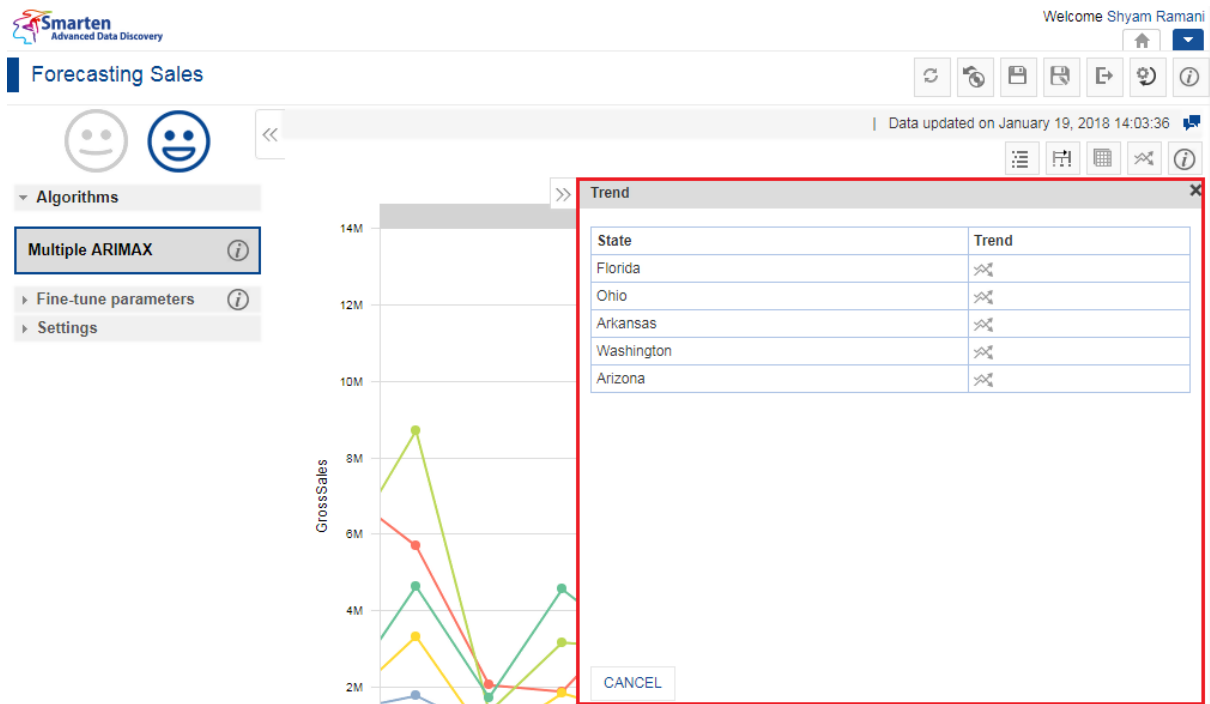 Smarten
Advanced Data Discovery
Welcome Shyam Ramani
Forecasting Sales
| Data updated on January 19, 2018 14:03:36
Algorithms
Multiple ARIMAX
Fine-tune parameters
Settings
Trend
State Trend
Florida
Ohio
Arkansas
Washington
Arizona
CANCEL
GrossSales
14M
12M
10M
8M
6M
4M
2M